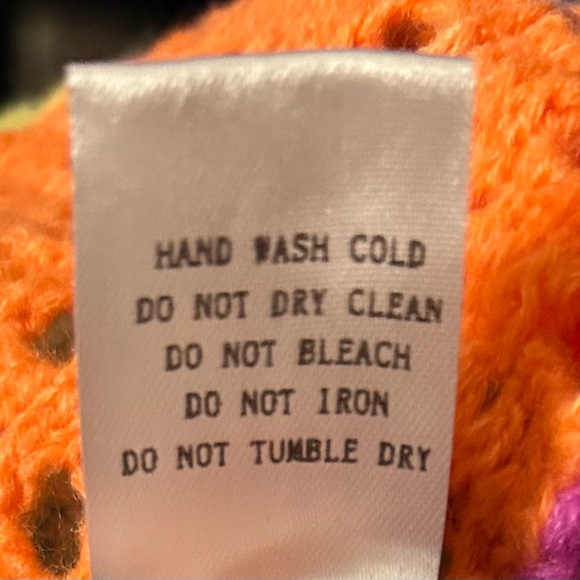 HAND WASH COLD
DO NOT DRY CLEAN
DO NOT BLEACH
DO NOT IRON
DO NOT TUMBLE DRY